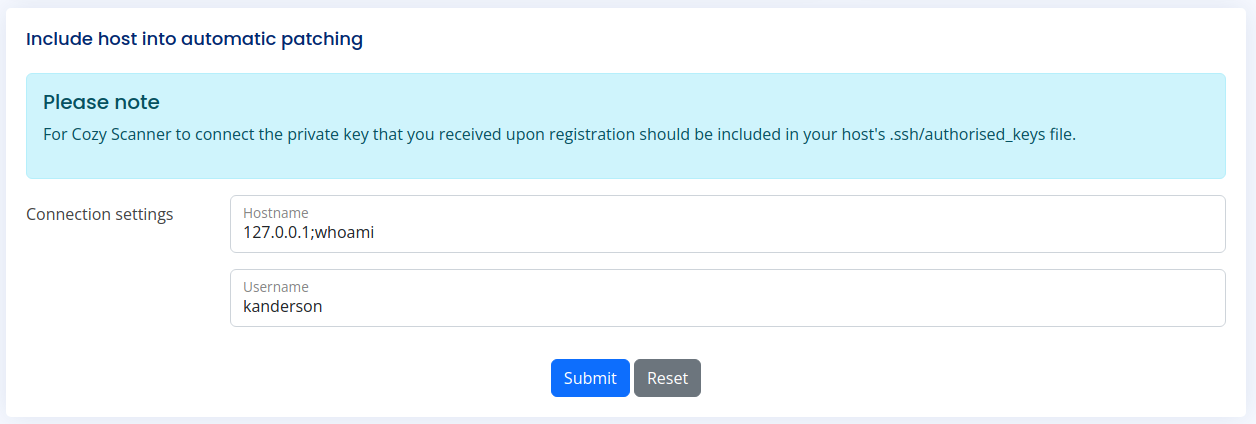 Include host into automatic patching
Please note
For Cozy Scanner to connect the private key that you received upon registration should be included in your host's .ssh/authorised_keys file.
Connection settings
Hostname
127.0.0.1;whoami
Username
kanderson
Submit Reset